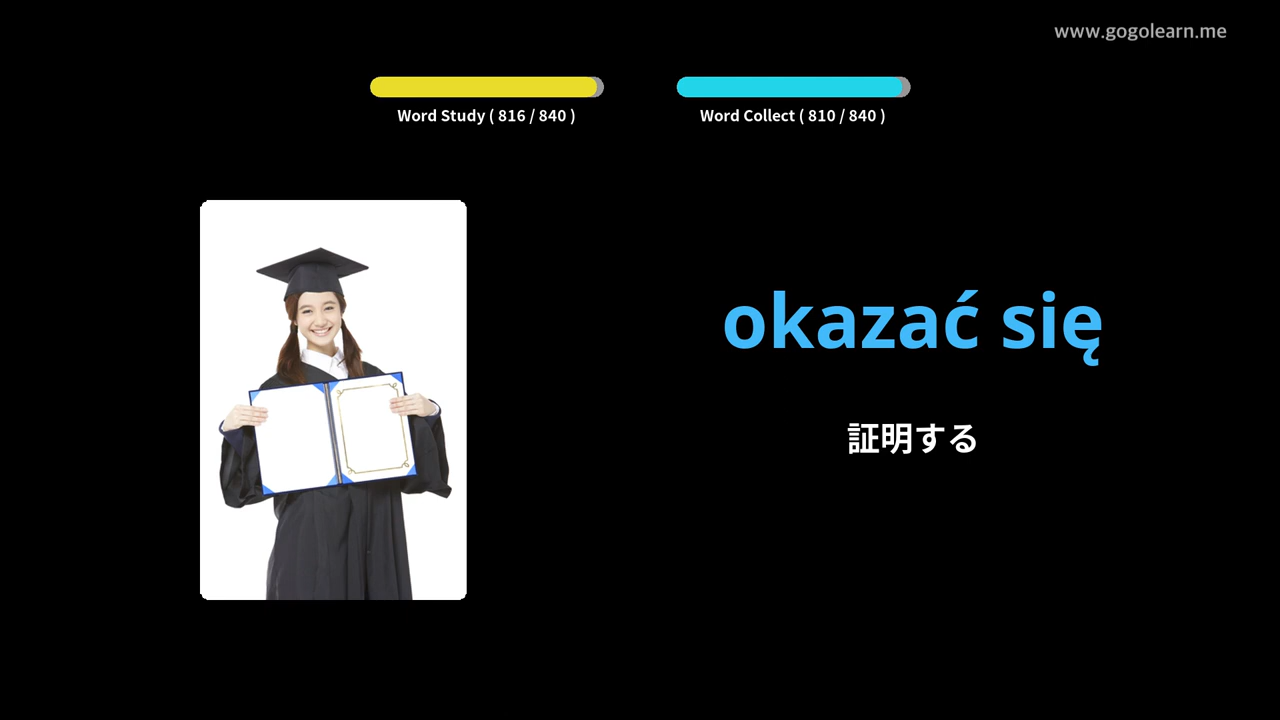 www.gogolearn.me
Word Study ( 816 / 840 )
Word Collect ( 810 / 840 )
okazać się
証明する